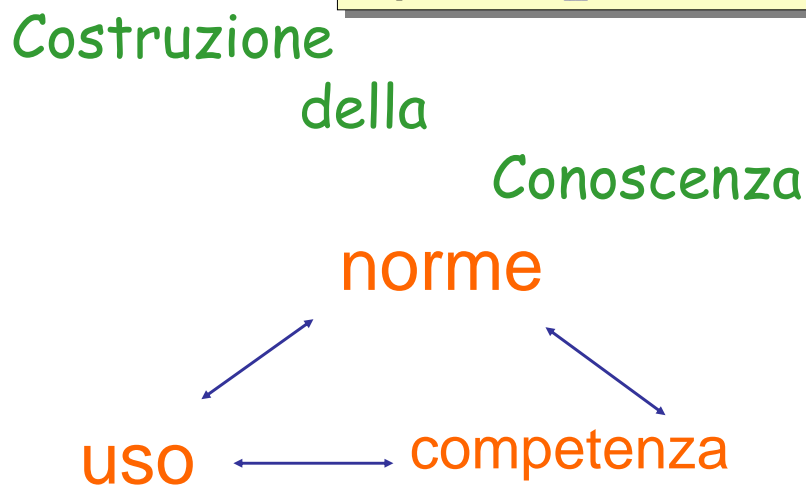 Costruzione
della
Conoscenza
norme
uso
competenza